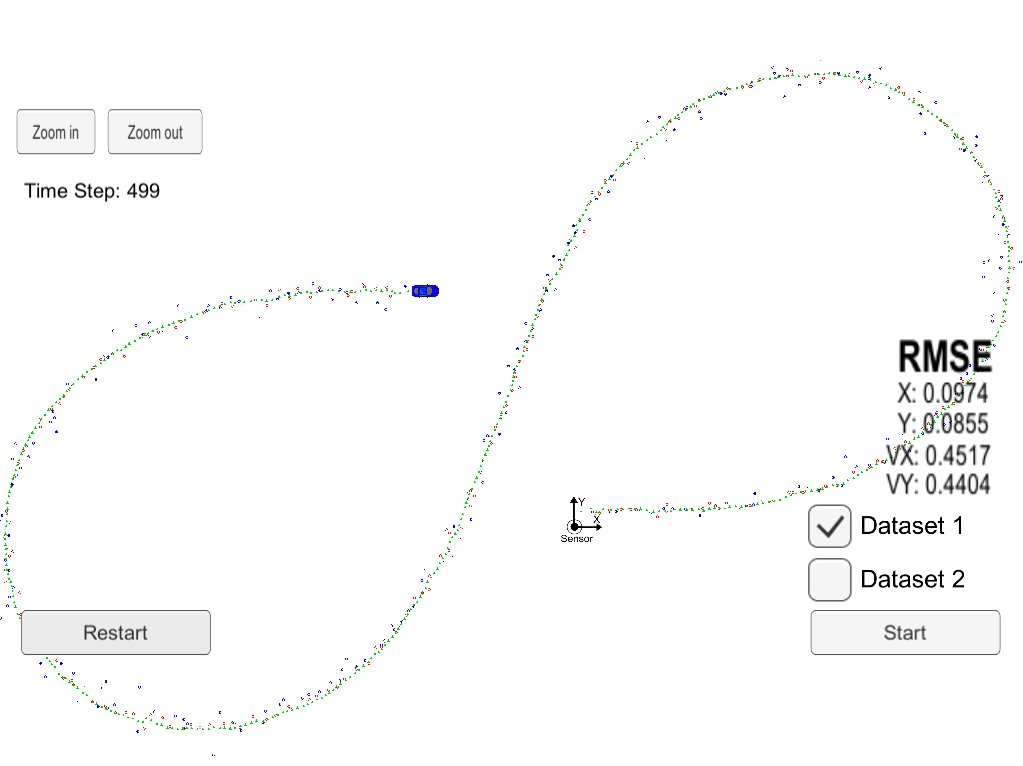 Zoom in
Zoom out
Time Step: 499
RMSE
X: 0.0974
Y: 0.0855
VX: 0.4517
VY: 0.4404
Y
X
Sensor
Dataset 1
Dataset 2
Restart
Start